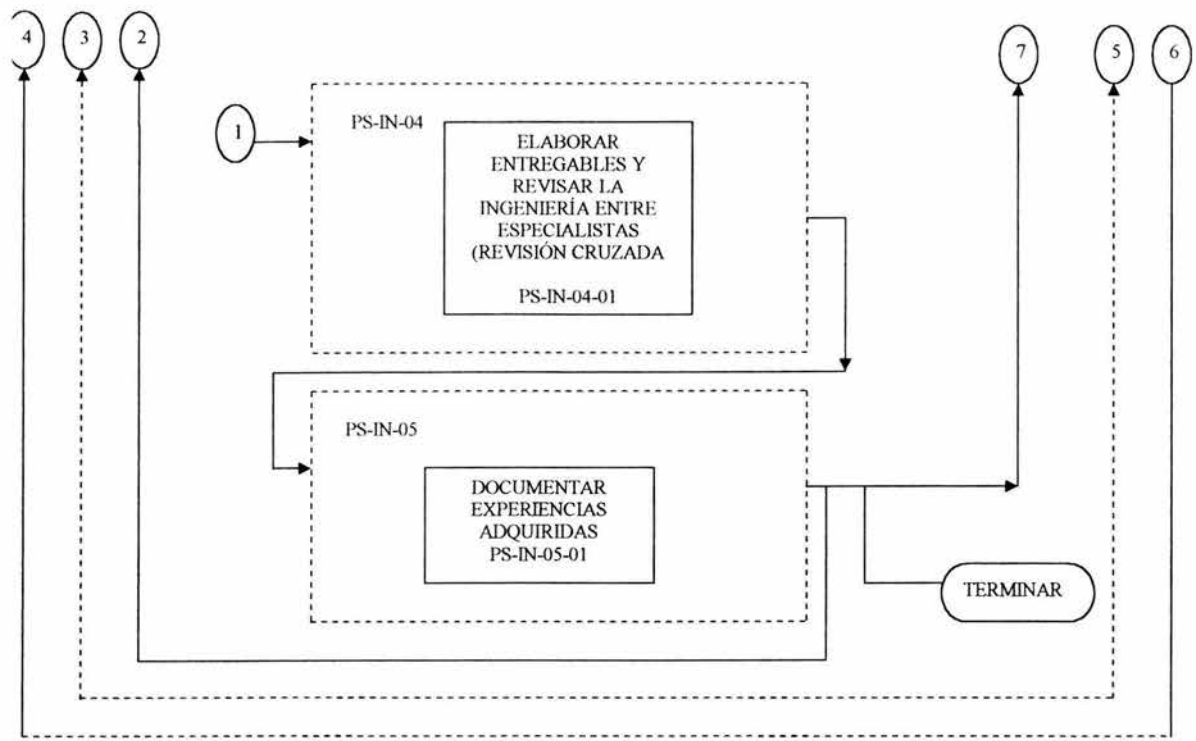 4
3
2
7
5
6
1
PS-IN-04
ELABORAR
ENTREGABLES Y
REVISAR LA
INGENIERÍA ENTRE
ESPECIALISTAS
(REVISIÓN CRUZADA
PS-IN-04-01
PS-IN-05
DOCUMENTAR
EXPERIENCIAS
ADQUIRIDAS
PS-IN-05-01
TERMINAR